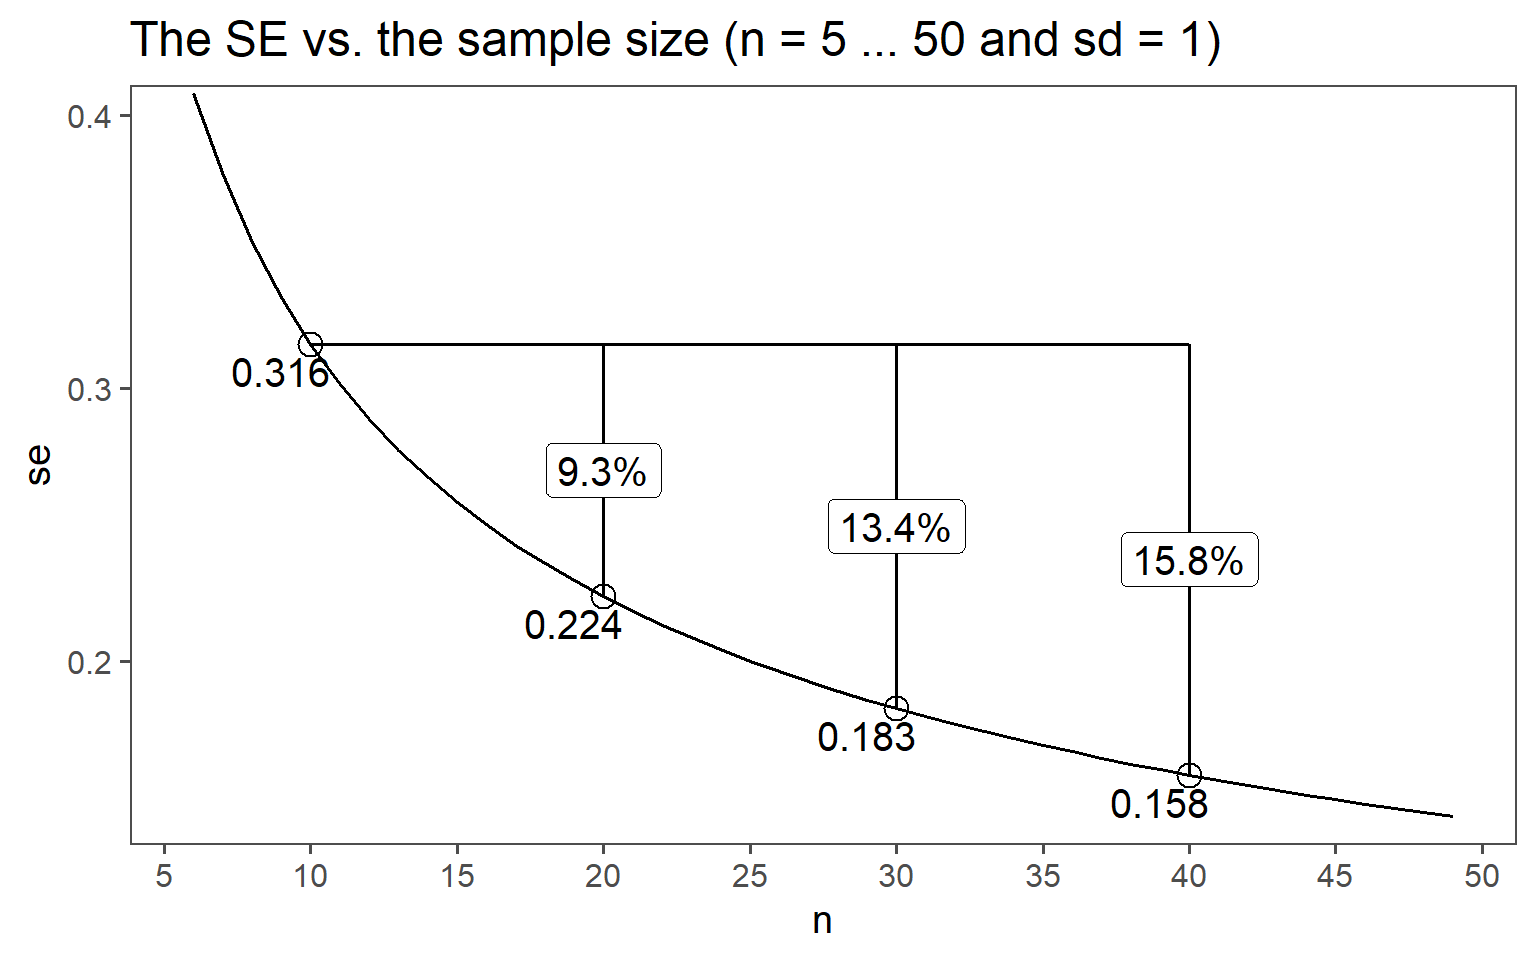 The SE vs. the sample size (n = 5 ... 50 and sd = 1)
0.4
0.3
0.2
se
0.316
9.3%
13.4%
15.8%
0.224
0.183
0.158
5 10 15 20 25 30 35 40 45 50
n